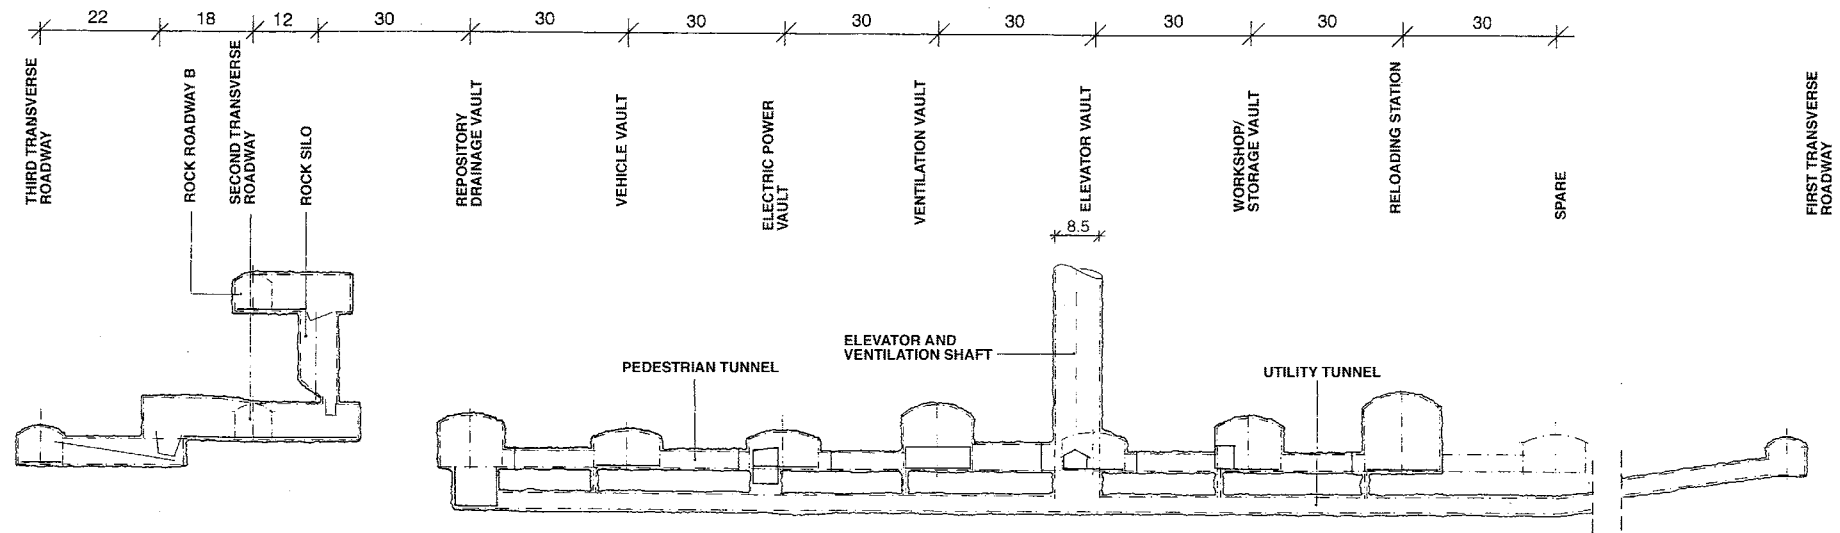 22
18
12
30
30
30
30
30
30
30
30
THIRD TRANSVERSE
ROADWAY
ROCK ROADWAY B
SECOND TRANSVERSE
ROADWAY
ROCK SILO
REPOSITORY
DRAINAGE VAULT
VEHICLE VAULT
ELECTRIC POWER
VAULT
VENTILATION VAULT
ELEVATOR VAULT
WORKSHOP/
STORAGE VAULT
RELOADING STATION
SPARE
FIRST TRANSVERSE
ROADWAY
8.5
ELEVATOR AND
VENTILATION SHAFT
PEDESTRIAN TUNNEL
UTILITY TUNNEL